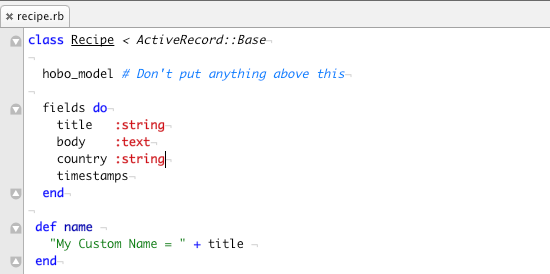 recipe.rb
class Recipe < ActiveRecord::Base
hobo_model # Don't put anything above this
fields do
title :string
body :text
country :string
timestamps
end
def name
"My Custom Name = " + title
end